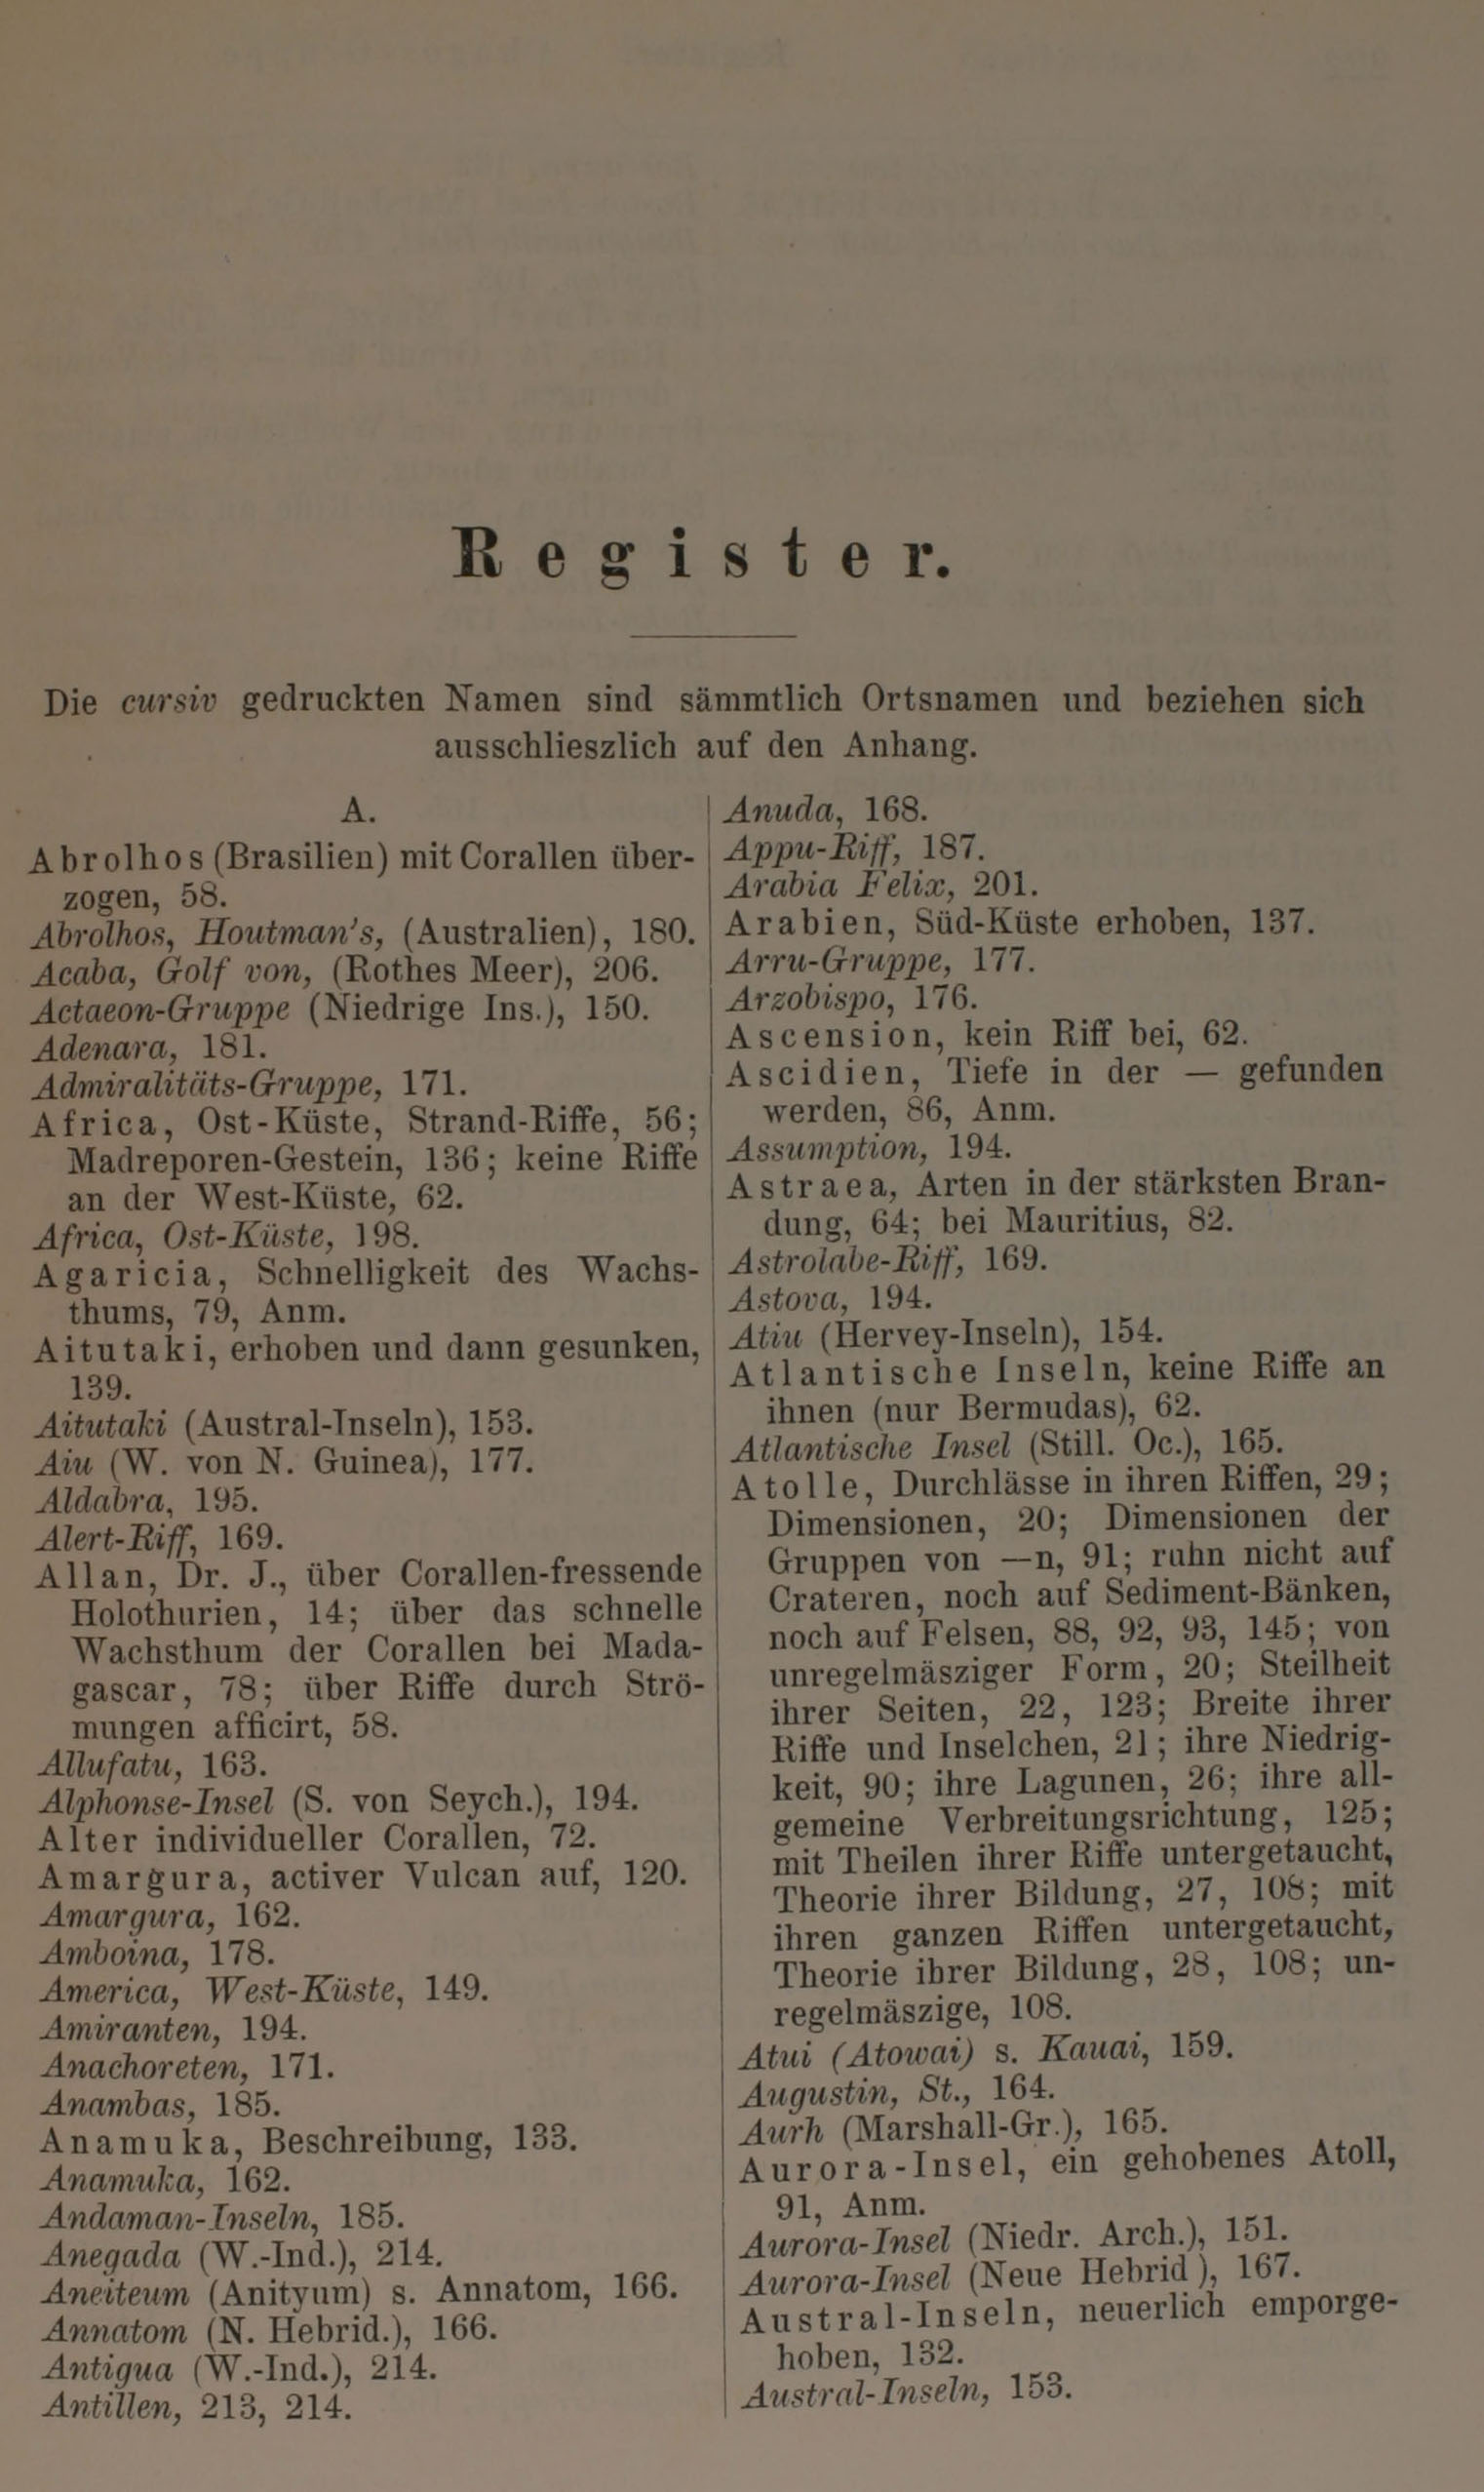 Register.
Die cursiv gedruckten Namen sind sämmtlich Ortsnamen und beziehen sich
ausschlieszlich auf den Anhang.
A.
Abrolhos (Brasilien) mit Corallen über-
zogen, 58.
Abrolhos, Houtman's, (Australien), 180.
Acaba, Golf von, (Rothes Meer), 206.
Actaeon-Gruppe (Niedrige Ins.), 150.
Adenara, 181.
Admiralitäts-Gruppe, 171.
Africa, Ost-Küste, Strand-Riffe, 56;
Madreporen-Gestein, 136; keine Riffe
an der West-Küste, 62.
Africa, Ost-Küste, 198.
Agaricia, Schnelligkeit des Wachs-
thums, 79, Anm.
Aitutaki, erhoben und dann gesunken,
139.
Aitutaki (Austral-Inseln), 153.
Aiu (W. von N. Guinea), 177.
Aldabra, 195.
Alert-Riff, 169.
Allan, Dr. J., über Corallen-fressende
Holothurien, 14; über das schnelle
Wachsthum der Corallen bei Mada-
gascar, 78; über Riffe durch Strö-
mungen afficirt, 58.
Allufatu, 163.
Alphonse-Insel (S. von Seych.), 194.
Alter individueller Corallen, 72.
Amargura, activer Vulcan auf, 120.
Amargura, 162.
Amboina, 178.
America, West-Küste, 149.
Amiranten, 194.
Anachoreten, 171.
Anambas, 185.
Anamuka, Beschreibung, 133.
Anamuka, 162.
Andaman-Inseln, 185.
Anegada (W.-Ind.), 214.
Aneiteum (Anityum) s. Annatom, 166.
Annatom (N. Hebrid.), 166.
Antigua (W.-Ind.), 214.
Antillen, 213, 214.
Anuda, 168.
Appu-Riff, 187.
Arabia Felix, 201.
Arabien, Süd-Küste erhoben, 137.
Arru-Gruppe, 177.
Arzobispo, 176.
Ascension, kein Riff bei, 62.
Ascidien, Tiefe in der — gefunden
werden, 86, Anm.
Assumption, 194.
Astraea, Arten in der stärksten Bran-
dung, 64; bei Mauritius, 82.
Astrolabe-Riff, 169.
Astova, 194.
Atiu (Hervey-Inseln), 154.
Atlantische Inseln, keine Riffe an
ihnen (nur Bermudas), 62.
Atlantische Insel (Still. Oc.), 165.
Atolle, Durchlässe in ihren Riffen, 29;
Dimensionen, 20; Dimensionen der
Gruppen von —n, 91; ruhn nicht auf
Crateren, noch auf Sediment-Bänken,
noch auf Felsen, 88, 92, 93, 145; von
unregelmäsziger Form, 20; Steilheit
ihrer Seiten, 22, 123; Breite ihrer
Riffe und Inselchen, 21; ihre Niedrig-
keit, 90; ihre Lagunen, 26; ihre all-
gemeine Verbreitungsrichtung, 125;
mit Theilen ihrer Riffe untergetaucht,
Theorie ihrer Bildung, 27, 108; mit
ihren ganzen Riffen untergetaucht,
Theorie ihrer Bildung, 28, 108; un-
regelmäszige, 108.
Atui (Atowai) s. Kauai, 159.
Augustin, St., 164.
Aurh (Marshall-Gr.), 165.
Aurora-Insel, ein gehobenes Atoll,
91, Anm.
Aurora-Insel (Niedr. Arch.), 151.
Aurora-Insel (Neue Hebrid), 167.
Austral-Inseln, neuerlich emporge-
hoben, 132.
Austral-Inseln, 153.